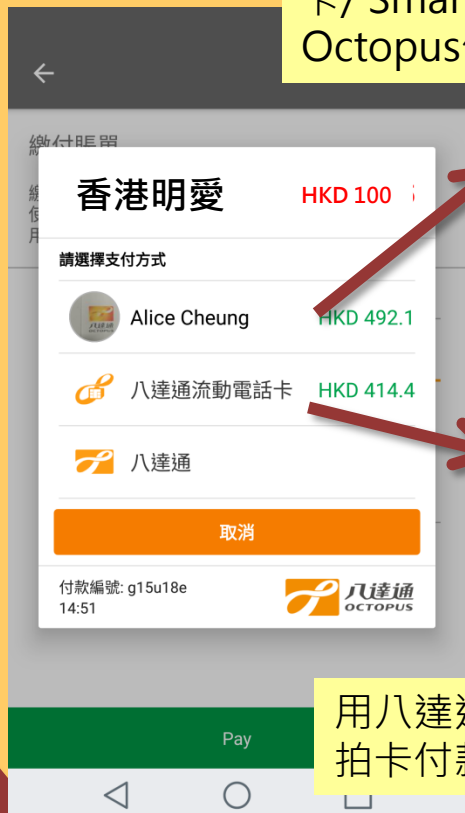 卡/ Smar
Octopus
繳付賬單
香港明愛 HKD 100
請選擇支付方式
Alice Cheung HKD 492.1
八達通流動電話卡 HKD 414.4
八達通
取消
付款編號: g15u18e
14:51
八達通
OCTOPUS
用八達
拍卡付
Pay